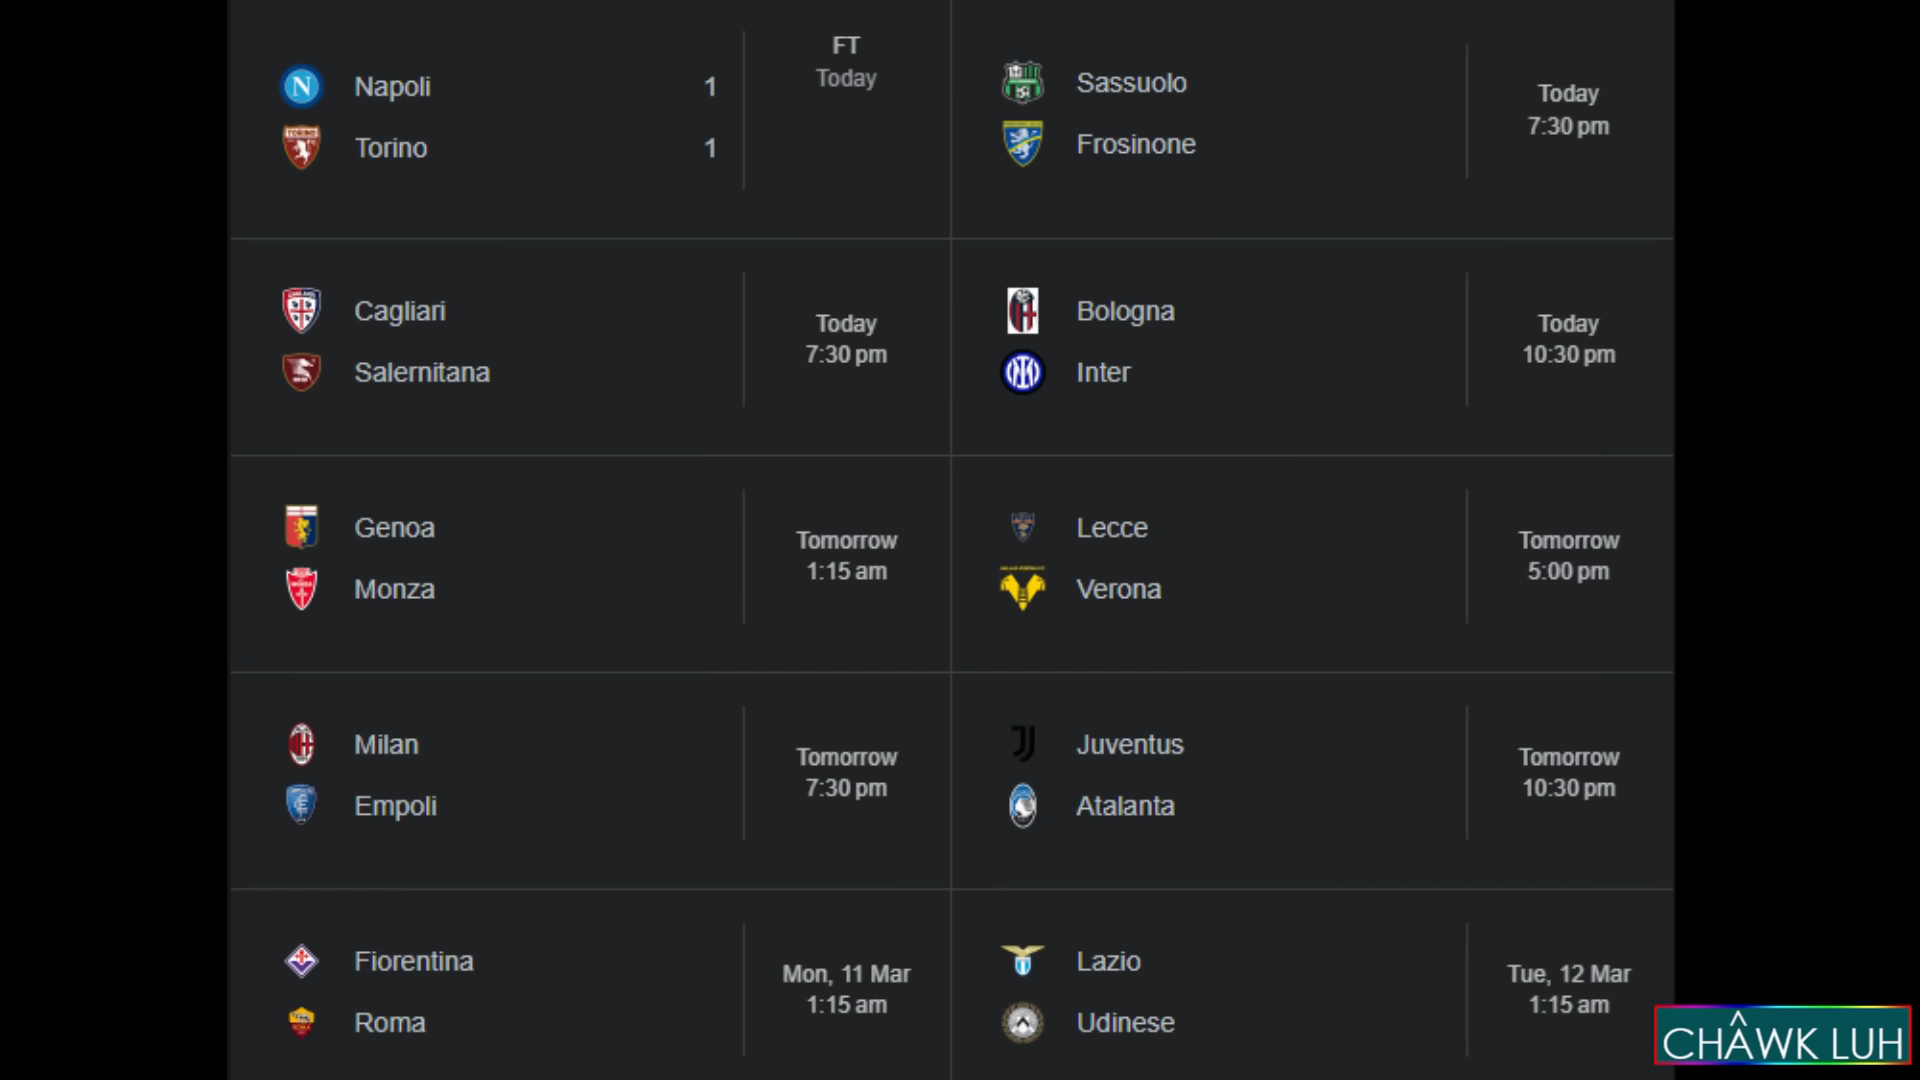 Napoli 1
Torino 1
FT
Today
Sassuolo
Frosinone
Today
7:30 pm
Cagliari
Salernitana
Today
7:30 pm
Bologna
Inter
Today
10:30 pm
Genoa
Monza
Tomorrow
1:15 am
Lecce
Verona
Tomorrow
5:00 pm
Milan
Empoli
Tomorrow
7:30 pm
Juventus
Atalanta
Tomorrow
10:30 pm
Fiorentina
Roma
Mon, 11 Mar
1:15 am
Lazio
Udinese
Tue, 12 Mar
1:15 am
CHÂWK LUH